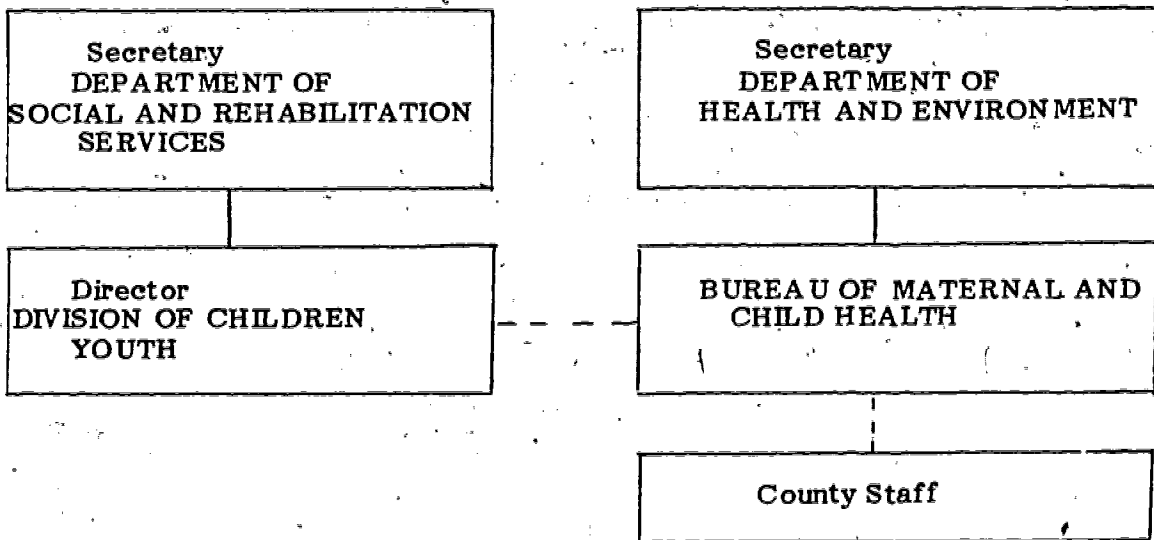 Secretary
DEPARTMENT OF
SOCIAL AND REHABILITATION
SERVICES
Secretary
DEPARTMENT OF
HEALTH AND ENVIRONMENT
Director
DIVISION OF CHILDREN
YOUTH
BUREAU OF MATERNAL AND
CHILD HEALTH
County Staff